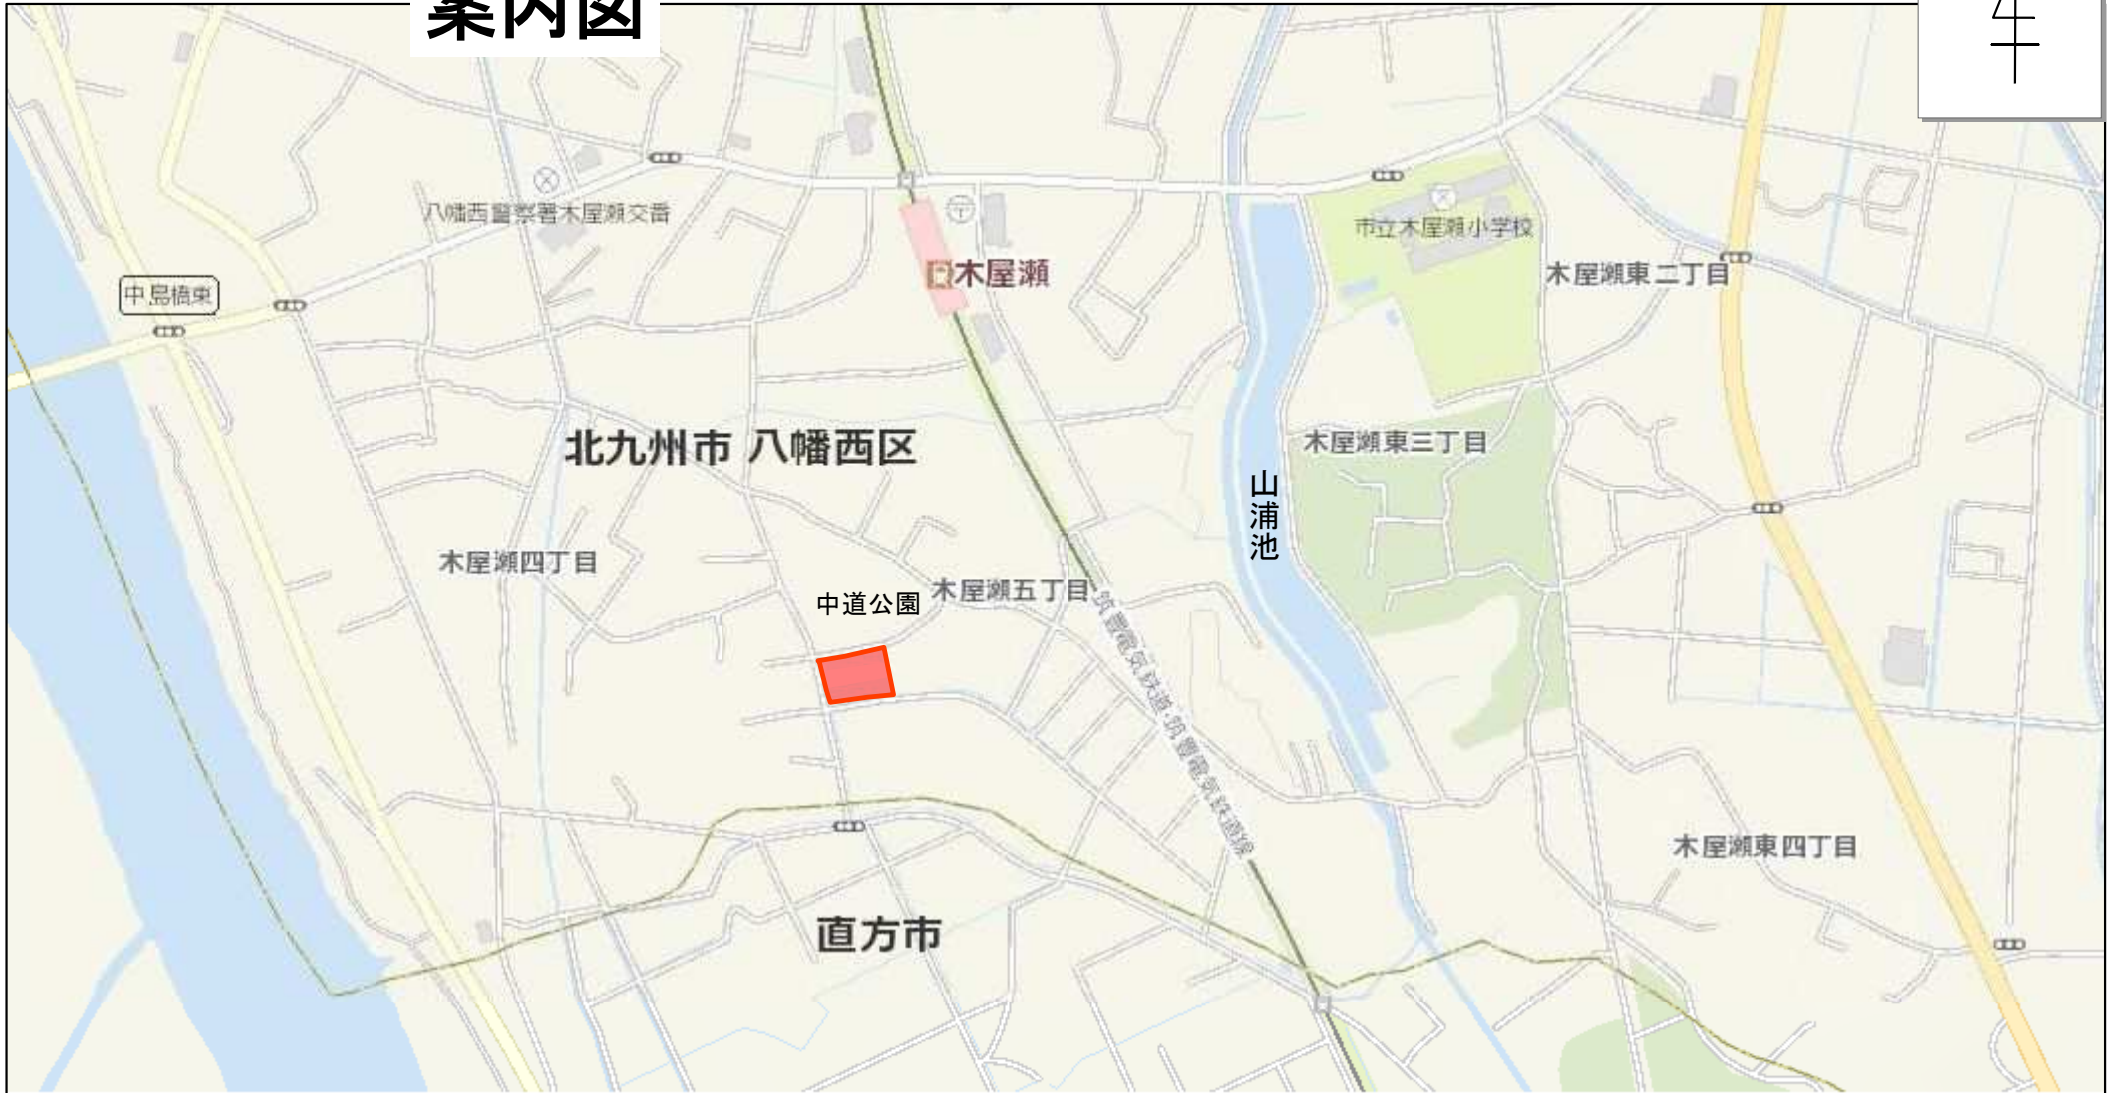 案内図
八幡西警察署木屋瀬交番
市立木屋瀬小学校
木屋瀬
木屋瀬東二丁目
中島橋東
北九州市 八幡西区
木屋瀬東三丁目
山浦池
木屋瀬四丁目
木屋瀬五丁目
中道公園
筑豊電気鉄道・筑豊電気鉄道線
木屋瀬東四丁目
直方市